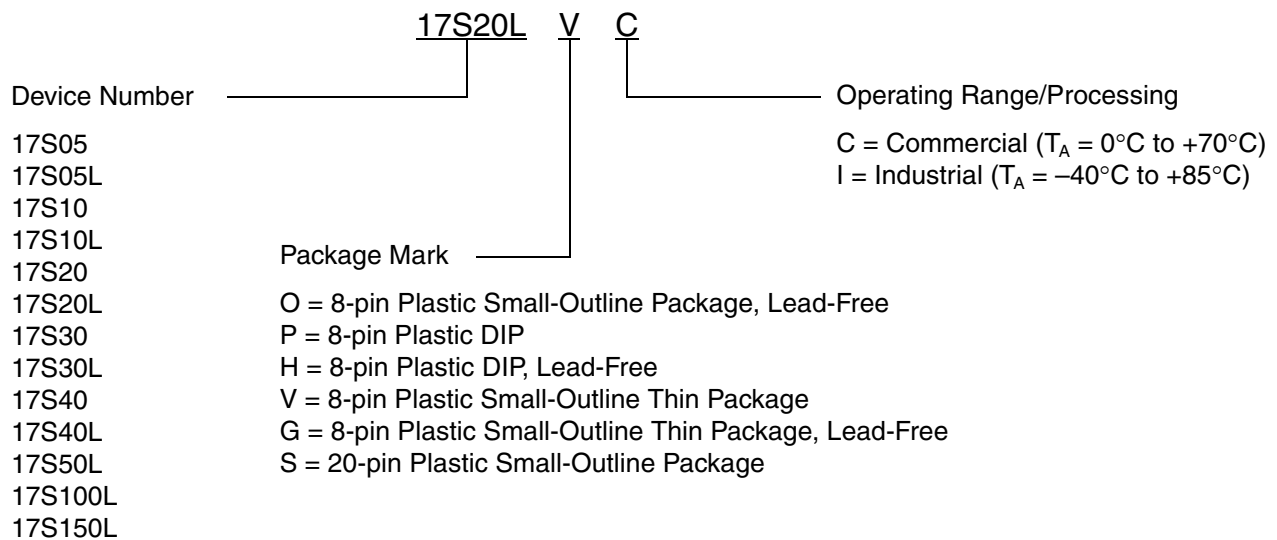 17S20L V C
Device Number
17S05
17S05L
17S10
17S10L
17S20
17S20L
17S30
17S30L
17S40
17S40L
17S50L
17S100L
17S150L
Package Mark
O = 8-pin Plastic Small-Outline Package, Lead-Free
P = 8-pin Plastic DIP
H = 8-pin Plastic DIP, Lead-Free
V = 8-pin Plastic Small-Outline Thin Package
G = 8-pin Plastic Small-Outline Thin Package, Lead-Free
S = 20-pin Plastic Small-Outline Package
Operating Range/Processing
C = Commercial (TA = 0°C to +70°C)
I = Industrial (TA = –40°C to +85°C)